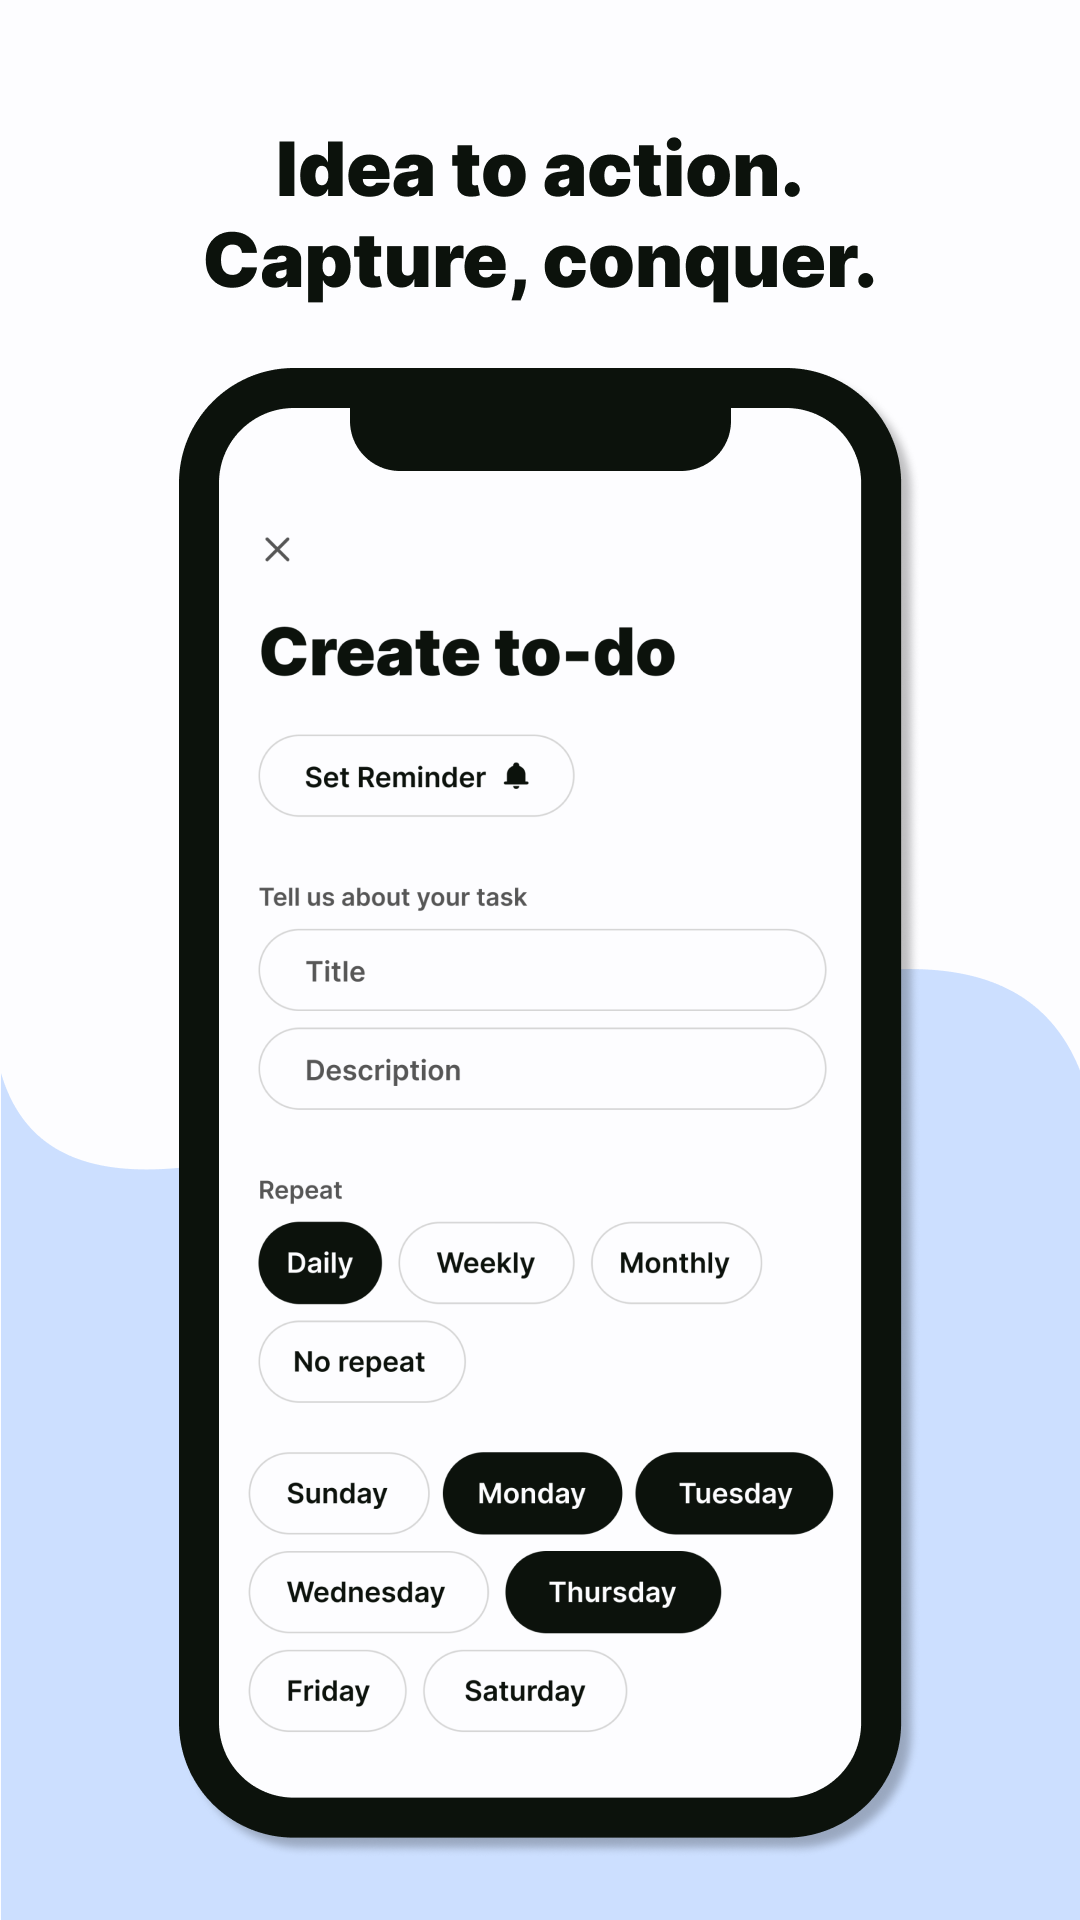 Idea to action.
Capture, conquer.
Create to-do
Set Reminder
Tell us about your task
Title
Description
Repeat
Daily Weekly Monthly
No repeat
Sunday Monday Tuesday
Wednesday Thursday
Friday Saturday